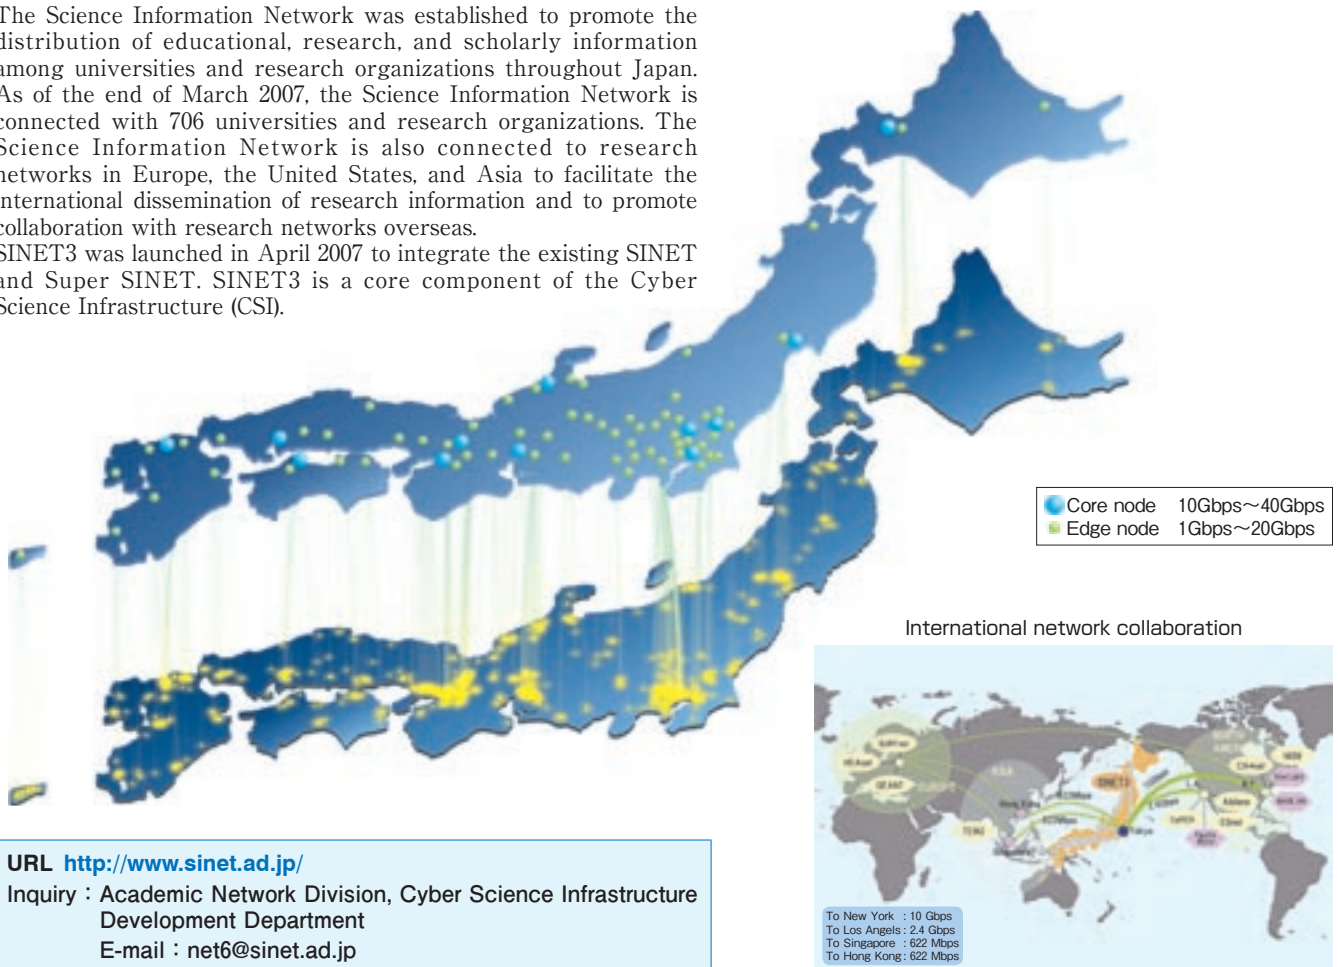 The Science Information Network was established to promote the
distribution of educational, research, and scholarly information
among universities and research organizations throughout Japan.
As of the end of March 2007, the Science Information Network is
connected with 706 universities and research organizations. The
Science Information Network is also connected to research
networks in Europe, the United States, and Asia to facilitate the
international dissemination of research information and to promote
collaboration with research networks overseas.
SINET3 was launched in April 2007 to integrate the existing SINET
and Super SINET. SINET3 is a core component of the Cyber
Science Infrastructure (CSI).
Core node 10Gbps～40Gbps
Edge node 1Gbps～20Gbps
International network collaboration
SINET3
Tokyo
Hong Kong
GEANT
To New York : 10 Gbps
To Los Angels : 2.4 Gbps
To Singapore : 622 Mbps
To Hong Kong : 622 Mbps
URL http://www.sinet.ad.jp/
Inquiry：Academic Network Division, Cyber Science Infrastructure
Development Department
E-mail：net6@sinet.ad.jp